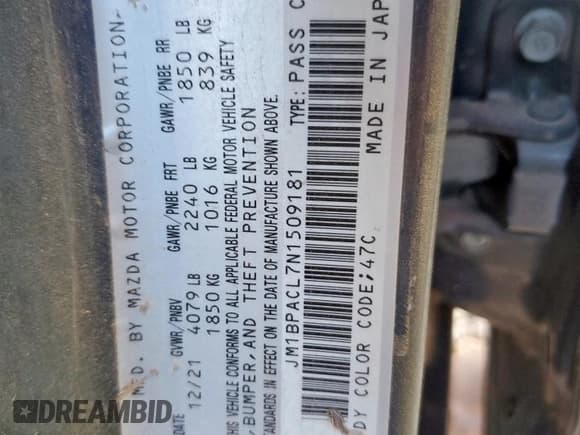 MFD. BY MAZDA MOTOR CORPORATION
GVWR/PNBV GAWR/PNBE FRT GAWR/PNBE RR
DATE 12/21 4079 LB 2240 LB 1850 LB
1850 KG 1016 KG 839 KG
THIS VEHICLE CONFORMS TO ALL APPLICABLE FEDERAL MOTOR VEHICLE SAFETY
BUMPER, AND THEFT PREVENTION
STANDARDS IN EFFECT ON THE DATE OF MANUFACTURE SHOWN ABOVE.
JM1BPACL7N1509181 TYPE: PASS C
MADE IN JAP
DY COLOR CODE;47C
DREAMBID